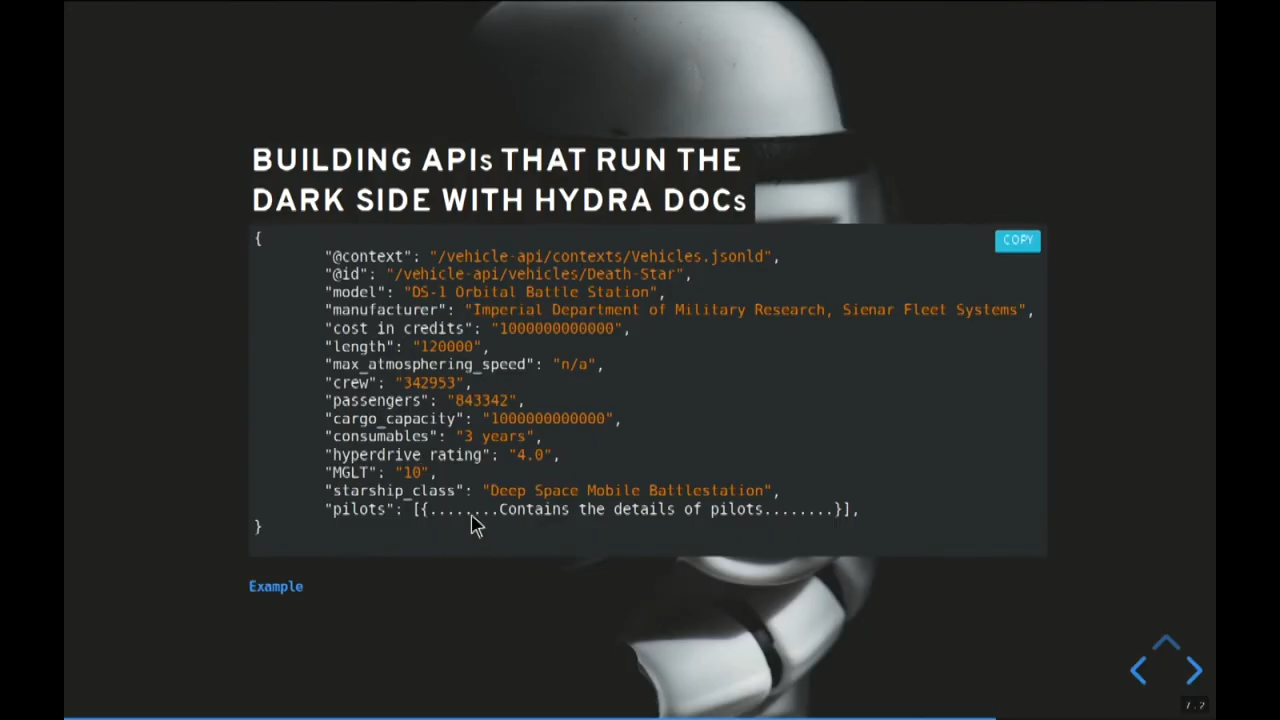 BUILDING APIs THAT RUN THE
DARK SIDE WITH HYDRA DOCs
COPY
{
"@context": "/vehicle-api/contexts/Vehicles.jsonld",
"@id": "/vehicle-api/vehicles/Death-Star",
"model": "DS-1 Orbital Battle Station",
"manufacturer": "Imperial Department of Military Research, Sienar Fleet Systems",
"cost in credits": "1000000000000",
"length": "120000",
"max_atmosphering_speed": "n/a",
"crew": "342953",
"passengers": "843342",
"cargo_capacity": "1000000000000",
"consumables": "3 years",
"hyperdrive rating": "4.0",
"MGLT": "10",
"starship_class": "Deep Space Mobile Battlestation",
"pilots": [{........Contains the details of pilots........}],
}
Example
7.2